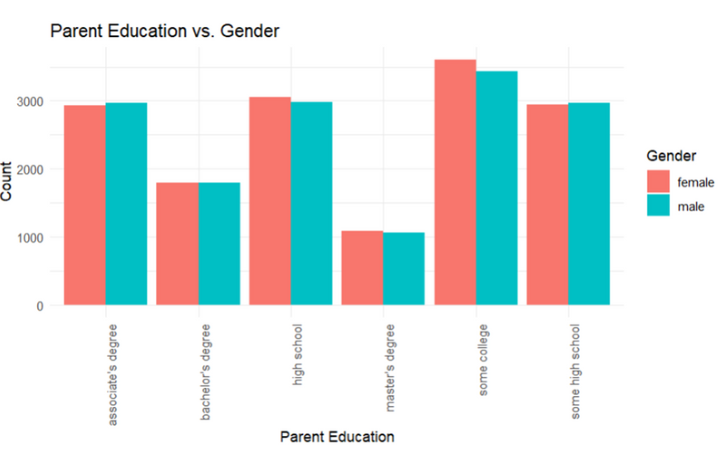 Parent Education vs. Gender
Count
3000
2000
1000
0
associate's degree
bachelor's degree
high school
master's degree
some college
some high school
Parent Education
Gender
female
male